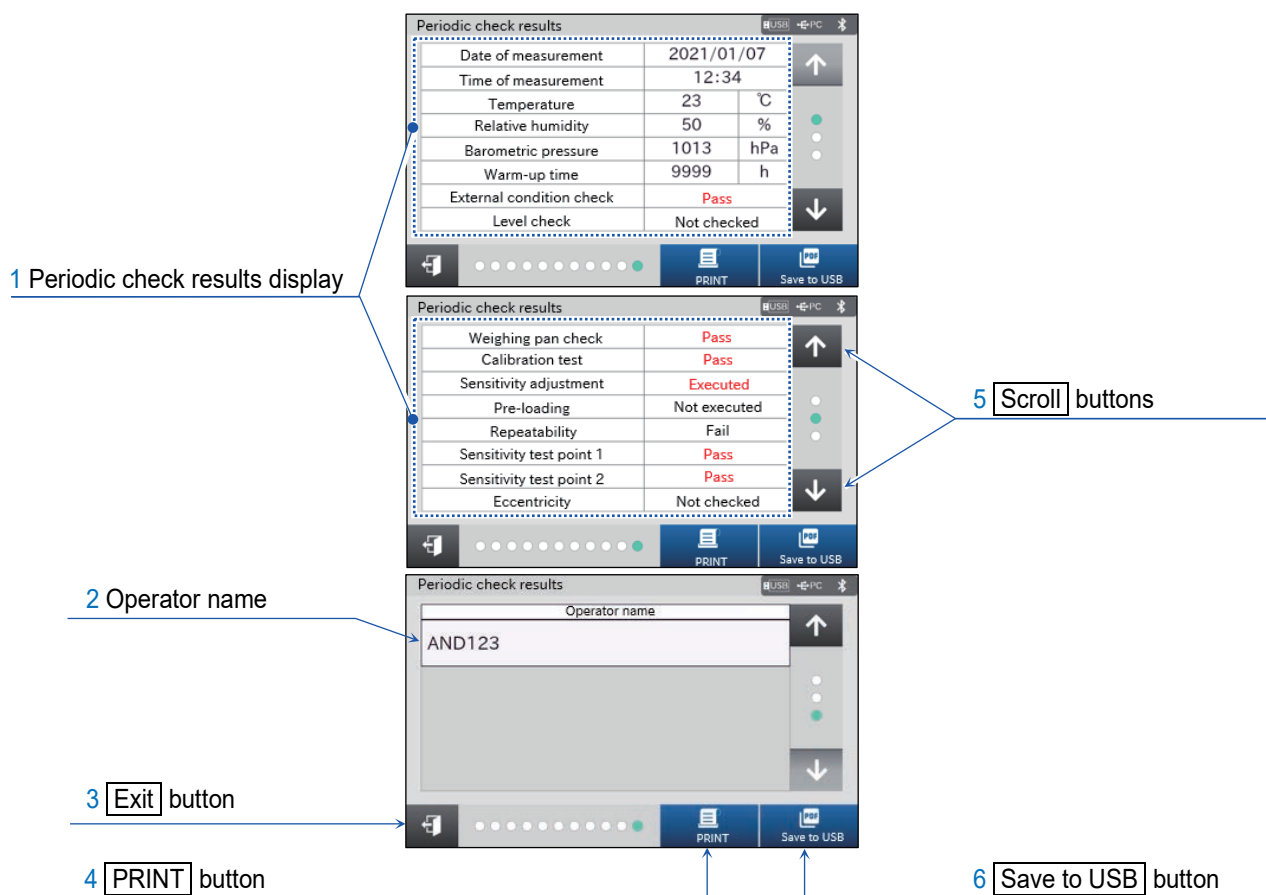 Periodic check results USB PC
Date of measurement 2021/01/07
Time of measurement 12:34
Temperature 23 ℃
Relative humidity 50 %
Barometric pressure 1013 hPa
Warm-up time 9999 h
External condition check Pass
Level check Not checked
PRINT PDF Save to USB
1 Periodic check results display
Periodic check results USB PC
Weighing pan check Pass
Calibration test Pass
Sensitivity adjustment Executed
Pre-loading Not executed
Repeatability Fail
Sensitivity test point 1 Pass
Sensitivity test point 2 Pass
Eccentricity Not checked
PRINT PDF Save to USB
5 Scroll buttons
Periodic check results USB PC
2 Operator name
Operator name
AND123
3 Exit button
PRINT PDF Save to USB
4 PRINT button
6 Save to USB button